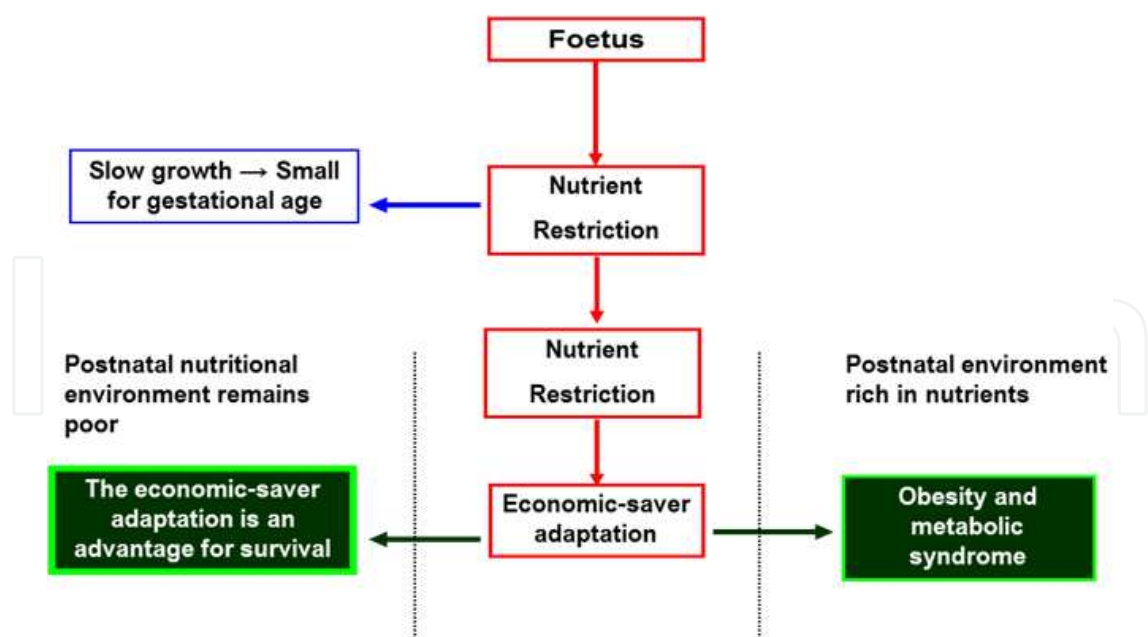 Foetus
Slow growth → Small
for gestational age
Nutrient
Restriction
Nutrient
Restriction
Postnatal nutritional
environment remains
poor
Postnatal environment
rich in nutrients
The economic-saver
adaptation is an
advantage for survival
Economic-saver
adaptation
Obesity and
metabolic
syndrome